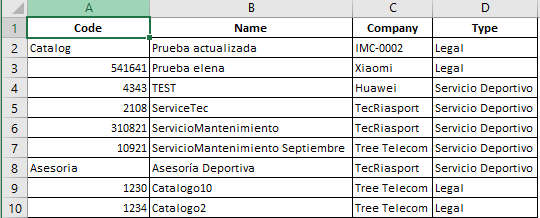 A B C D
1 Code Name Company Type
2 Catalog Prueba actualizada IMC-0002 Legal
3 541641 Prueba elena Xiaomi Legal
4 4343 TEST Huawei Servicio Deportivo
5 2108 ServiceTec TecRiasport Servicio Deportivo
6 310821 ServicioMantenimiento TecRiasport Servicio Deportivo
7 10921 ServicioMantenimiento Septiembre Tree Telecom Servicio Deportivo
8 Asesoria Asesoría Deportiva TecRiasport Servicio Deportivo
9 1230 Catalogo10 Tree Telecom Legal
10 1234 Catalogo2 Tree Telecom Legal